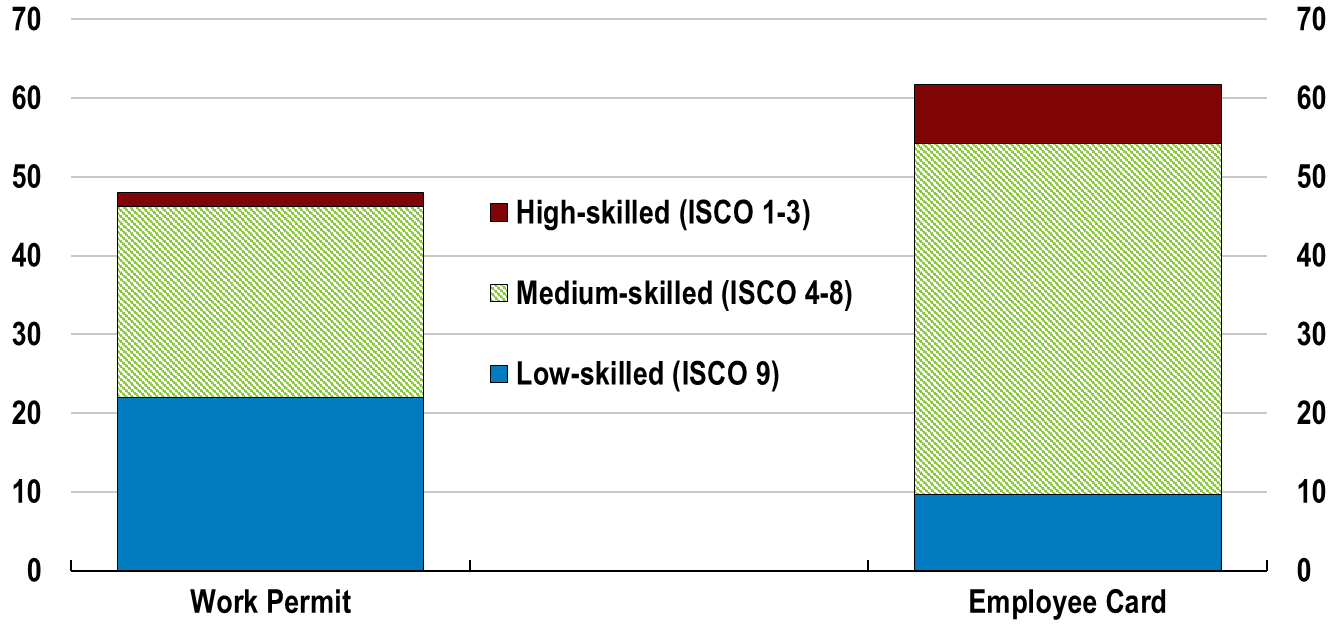 70 70
60 60
50 50
High-skilled (ISCO 1-3)
40 40
Medium-skilled (ISCO 4-8)
30 30
Low-skilled (ISCO 9)
20 20
10 10
0 0
Work Permit Employee Card